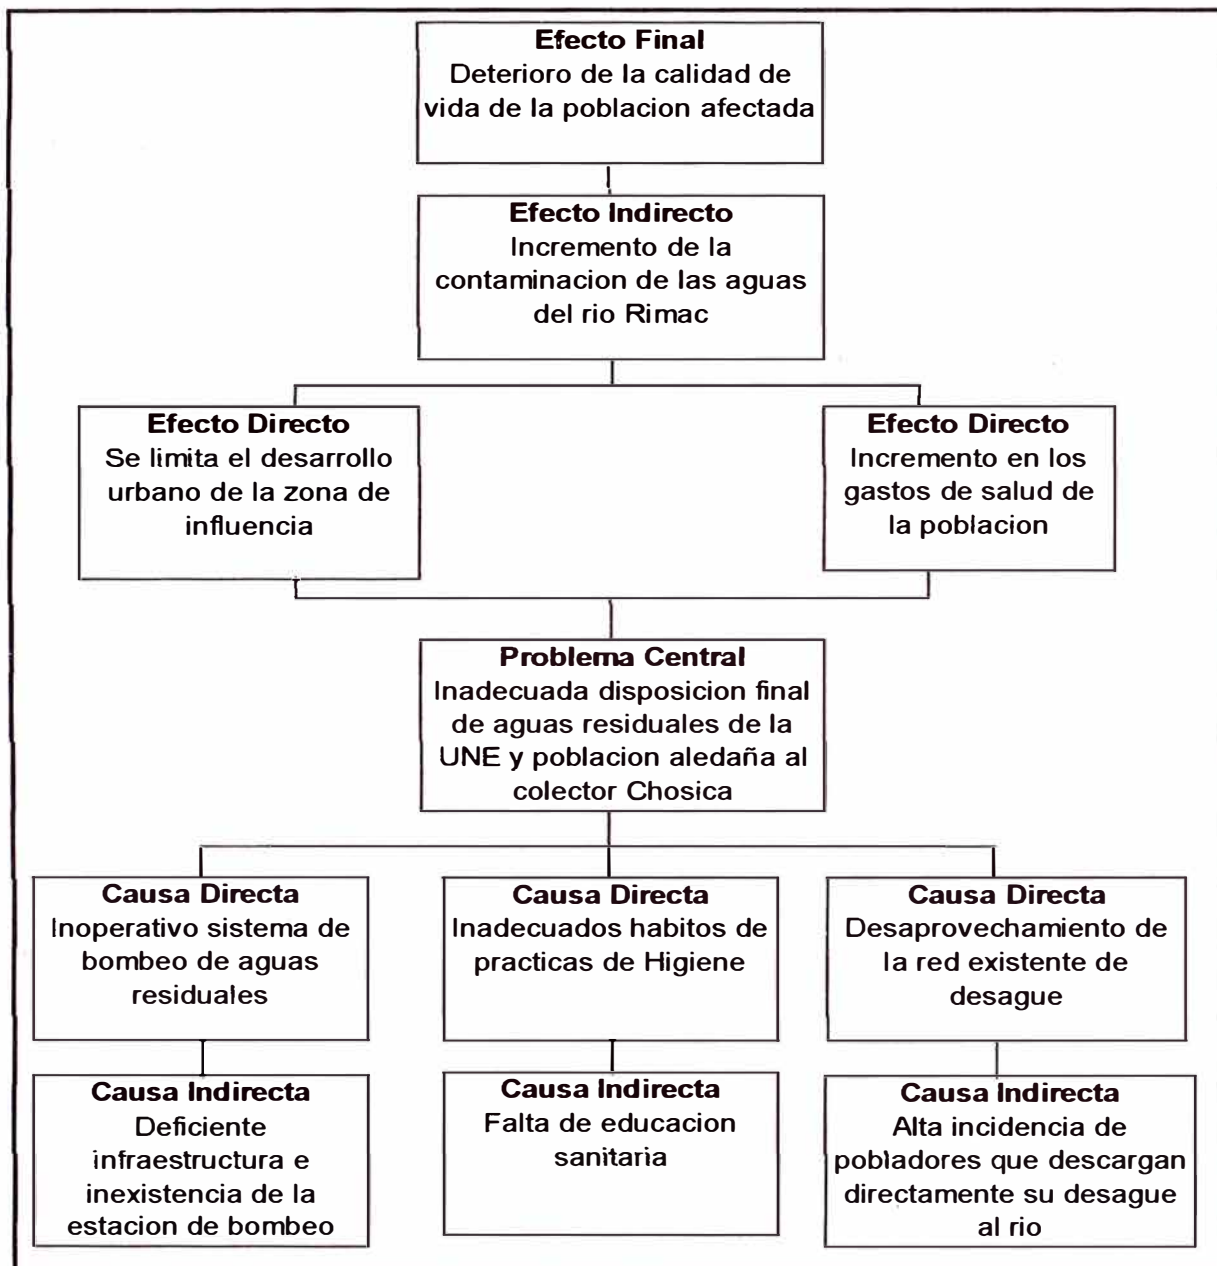 Efecto Final
Deterioro de la calidad de
vida de la poblacion afectada
Efecto Indirecto
Incremento de la
contaminacion de las aguas
del rio Rimac
Efecto Directo
Se limita el desarrollo
urbano de la zona de
influencia
Efecto Directo
Incremento en los
gastos de salud de
la poblacion
Problema Central
Inadecuada disposicion final
de aguas residuales de la
UNE y poblacion aledaña al
colector Chosica
Causa Directa
Inoperativo sistema de
bombeo de aguas
residuales
Causa Directa
Inadecuados habitos de
practicas de Higiene
Causa Directa
Desaprovechamiento de
la red existente de
desague
Causa Indirecta
Deficiente
infraestructura e
inexistencia de la
estacion de bombeo
Causa Indirecta
Falta de educacion
sanitaria
Causa Indirecta
Alta incidencia de
pobladores que descargan
directamente su desague
al rio